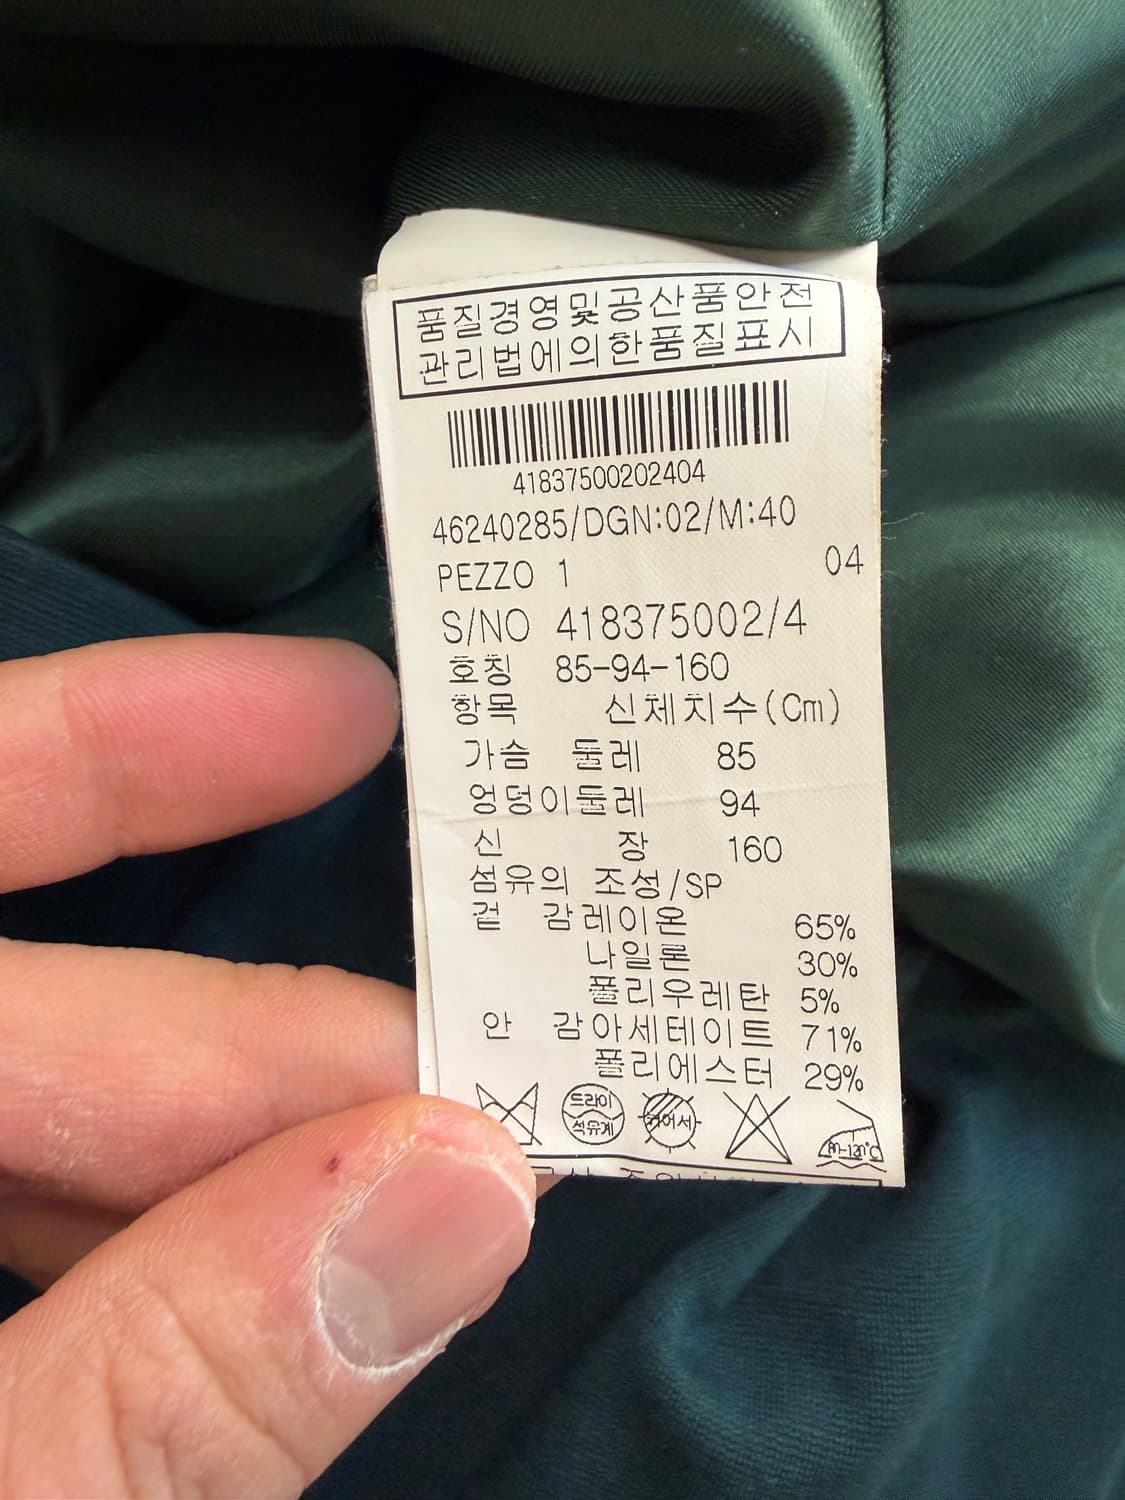 품질경영및공산품안전
관리법에의한품질표시
41837500202404
46240285/DGN:02/M:40
PEZZO 1 04
S/NO 418375002/4
호칭 85-94-160
항목 신체치수(Cm)
가슴 둘레 85
엉덩이둘레 94
신 장 160
섬유의 조성/SP
겉 감레이온 65%
나일론 30%
폴리우레탄 5%
안 감아세테이트 71%
폴리에스터 29%
드라이
석유계
뉘어서
80-120°C